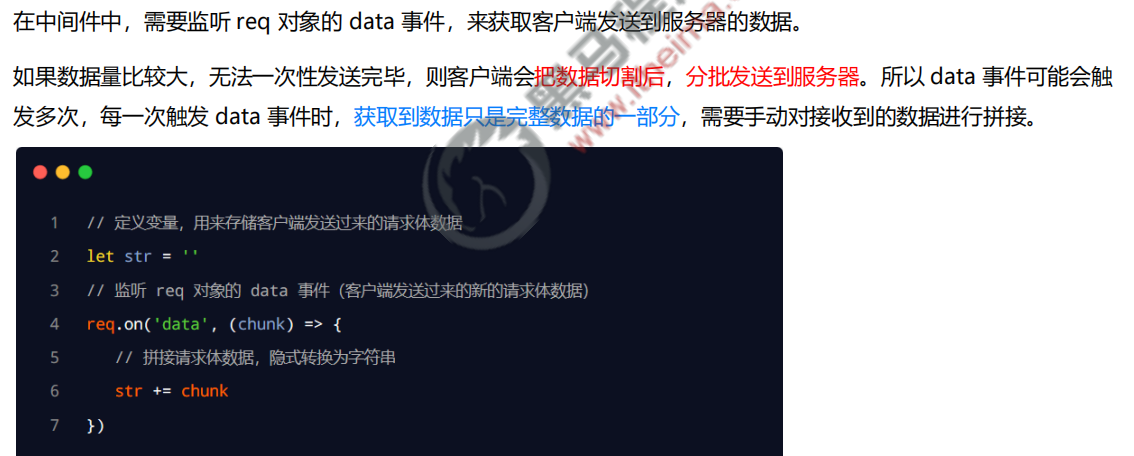 在中间件中，需要监听 req 对象的 data 事件，来获取客户端发送到服务器的数据。
如果数据量比较大，无法一次性发送完毕，则客户端会把数据切割后，分批发送到服务器。所以 data 事件可能会触
发多次，每一次触发 data 事件时，获取到数据只是完整数据的一部分，需要手动对接收到的数据进行拼接。
1 // 定义变量，用来存储客户端发送过来的请求体数据
2 let str = ''
3 // 监听 req 对象的 data 事件（客户端发送过来的新的请求体数据）
4 req.on('data', (chunk) => {
5 // 拼接请求体数据，隐式转换为字符串
6 str += chunk
7 })